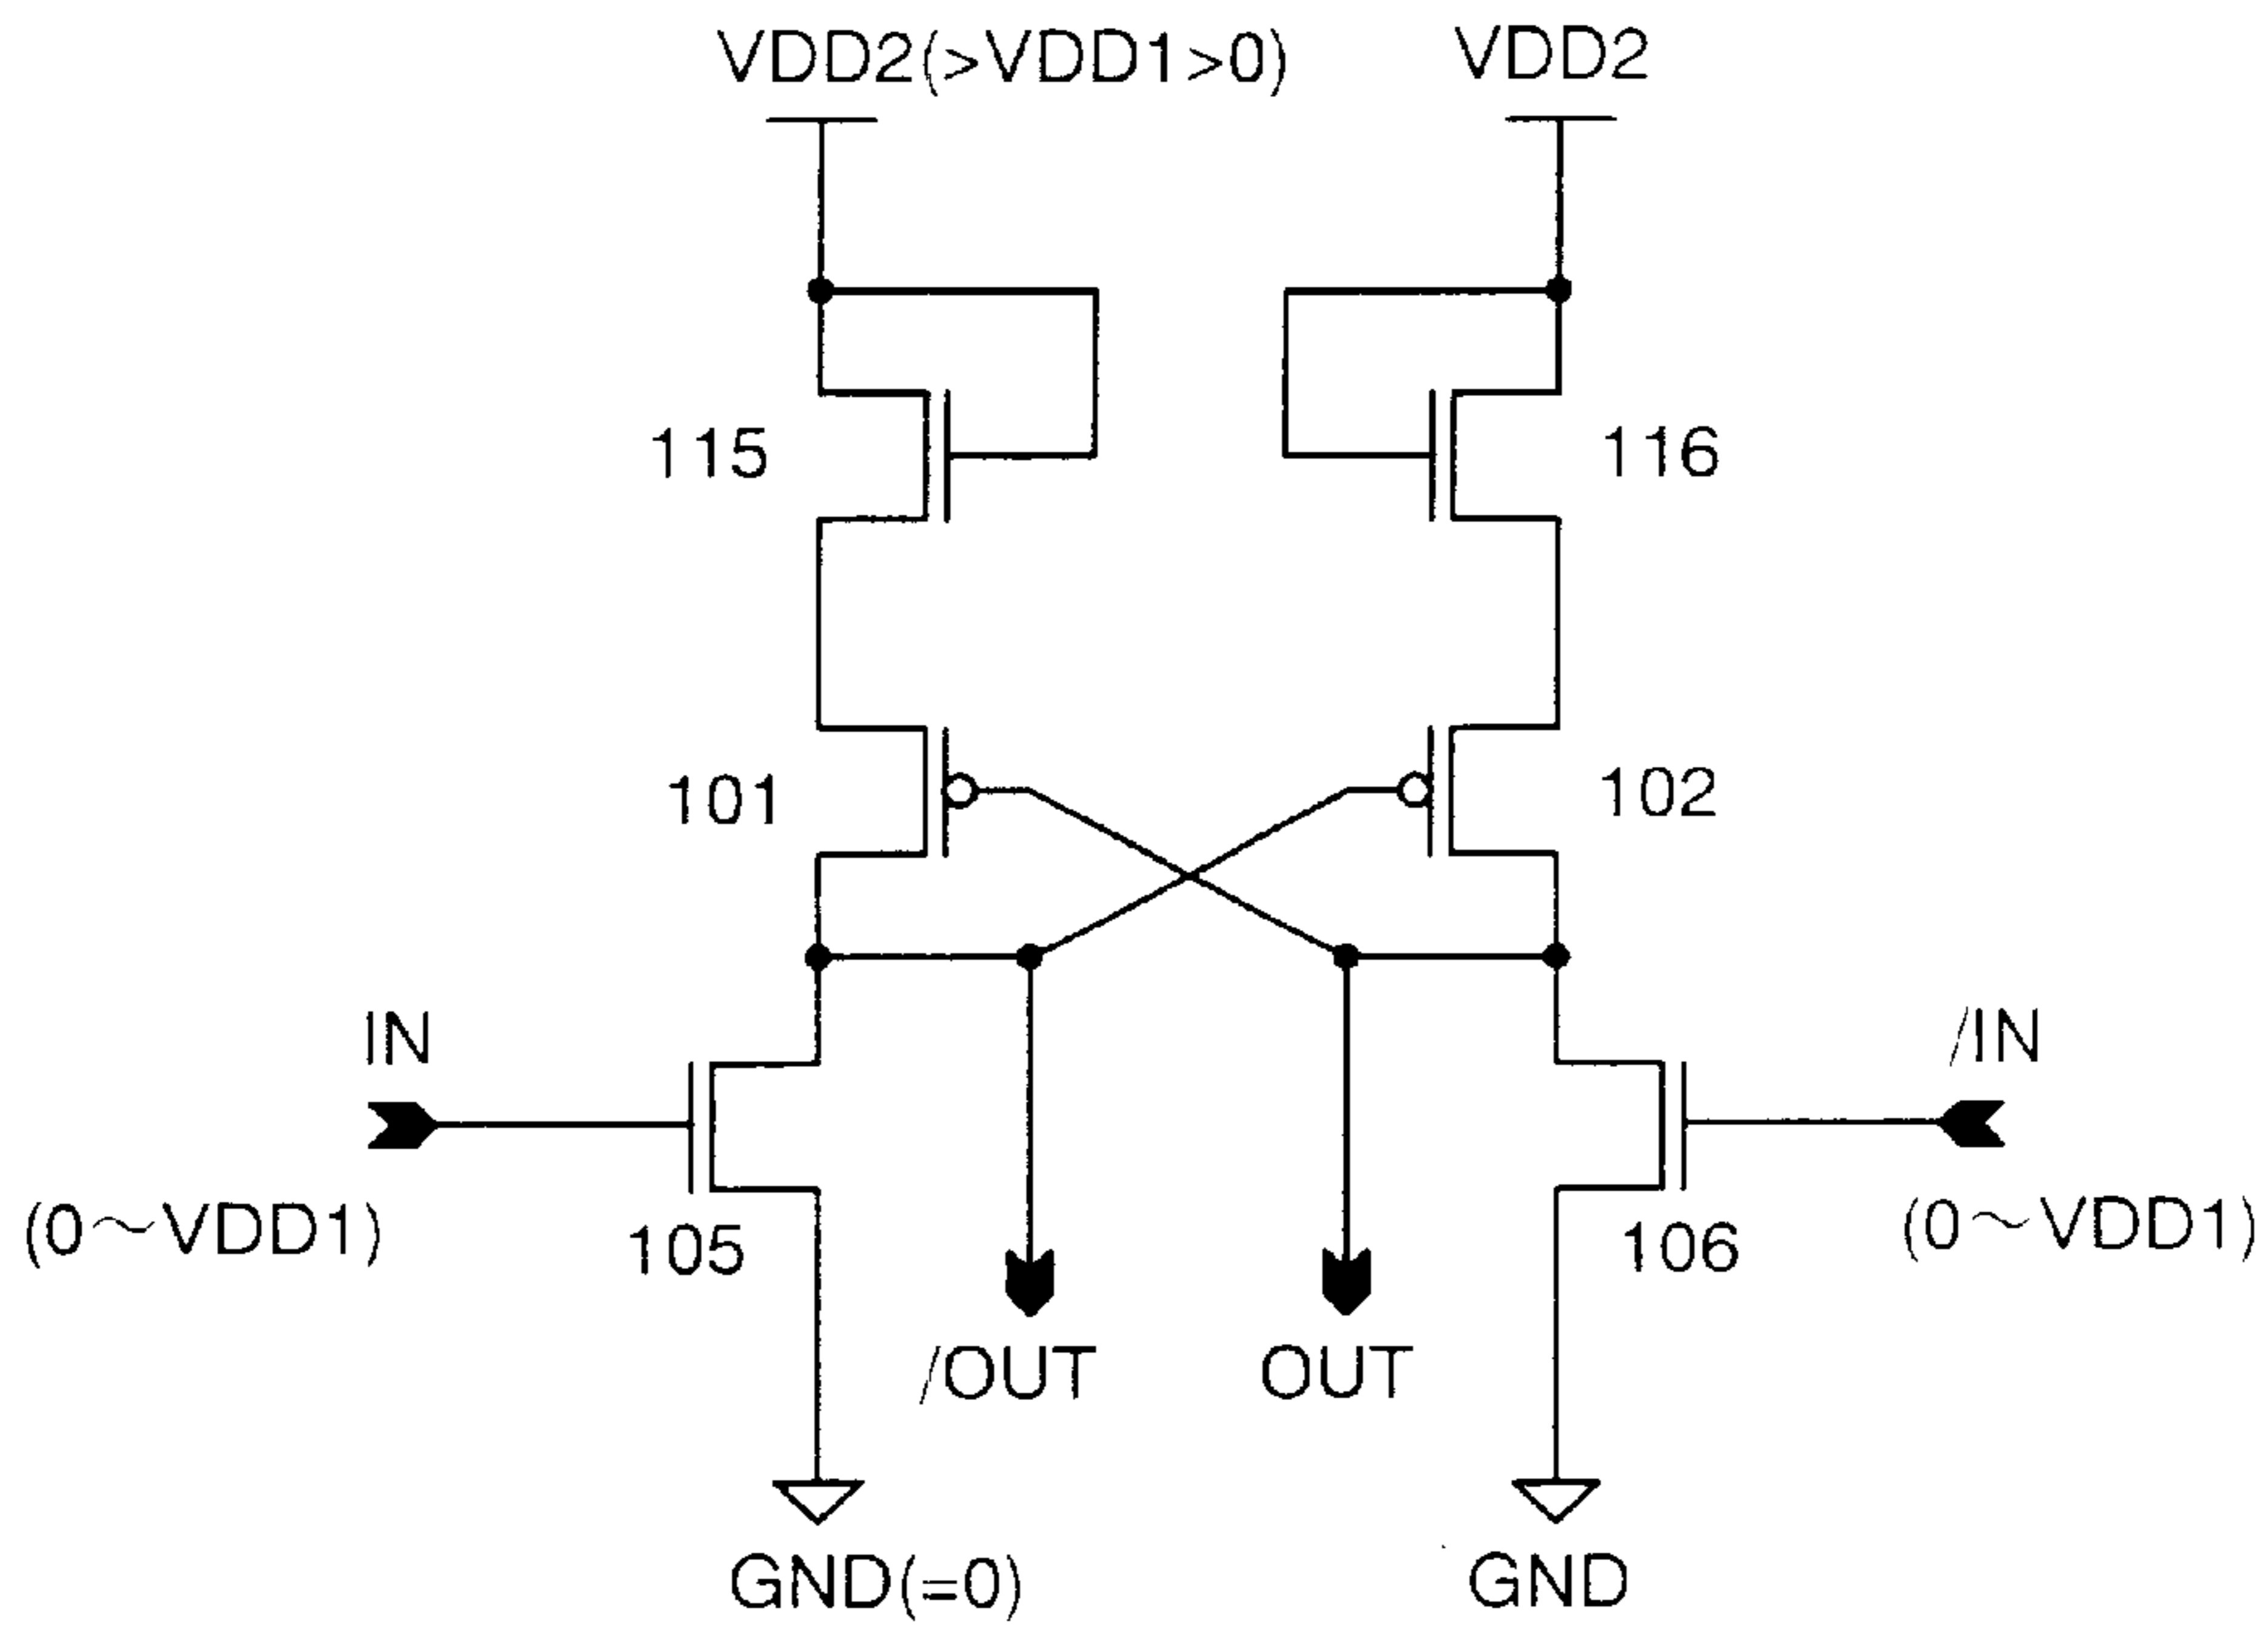 VDD2(>VDD1>0)
VDD2
115
116
101
102
IN
/IN
(0～VDD1)
(0～VDD1)
105
106
/OUT
OUT
GND(=0)
GND